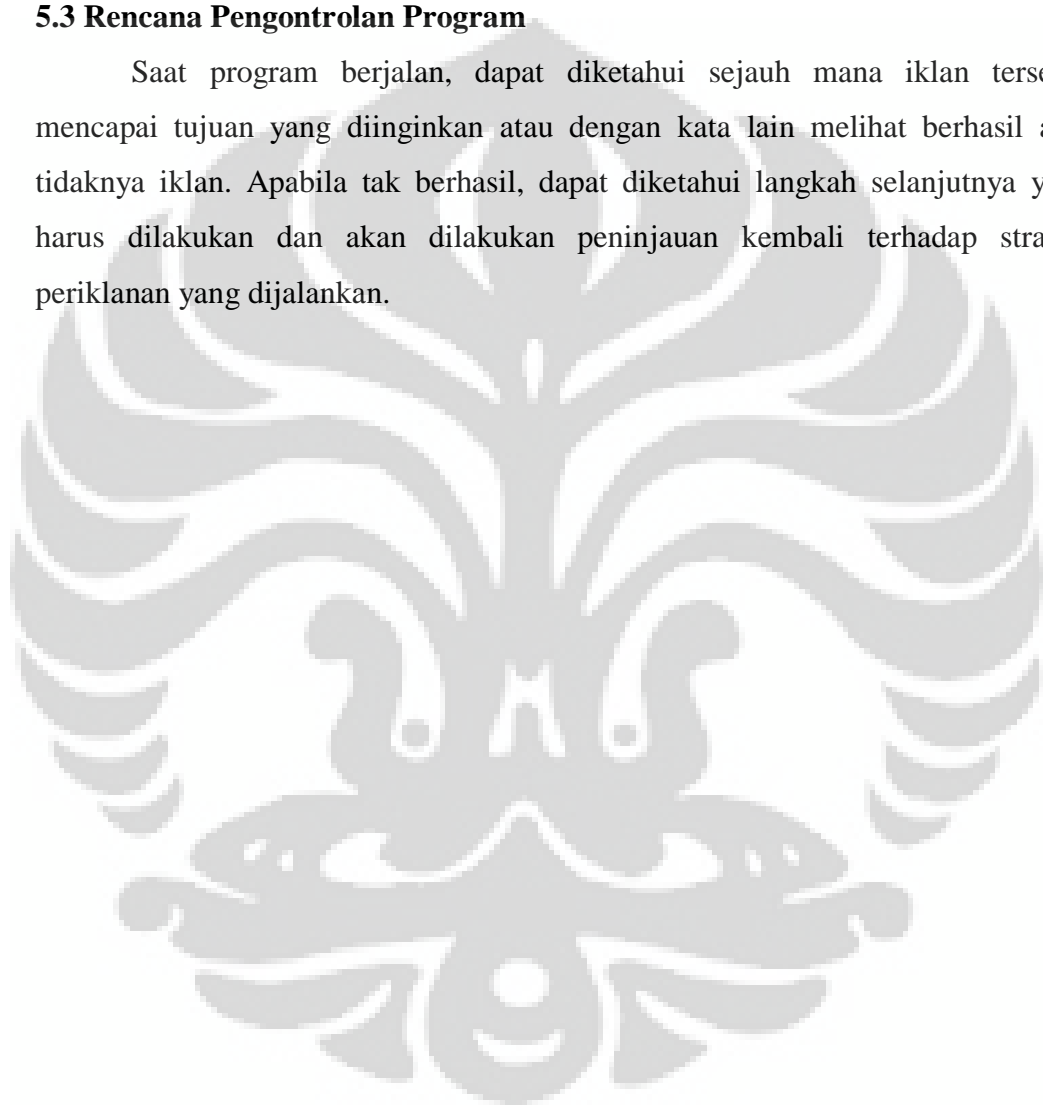 5.3 Rencana Pengontrolan Program
Saat program berjalan, dapat diketahui sejauh mana iklan terse
mencapai tujuan yang diinginkan atau dengan kata lain melihat berhasil a
tidaknya iklan. Apabila tak berhasil, dapat diketahui langkah selanjutnya y
harus dilakukan dan akan dilakukan peninjauan kembali terhadap stra
periklanan yang dijalankan.